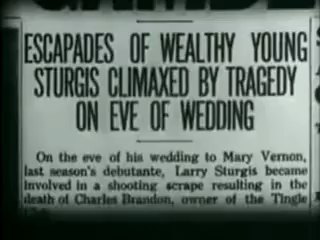 ESCAPADES OF WEALTHY YOUNG
STURGIS CLIMAXED BY TRAGEDY
ON EVE OF WEDDING
On the eve of his wedding to Mary Vernon,
last season's debutante, Larry Sturgis became
involved in a shooting scrape resulting in the
death of Charles Brandon, owner of the Tingle